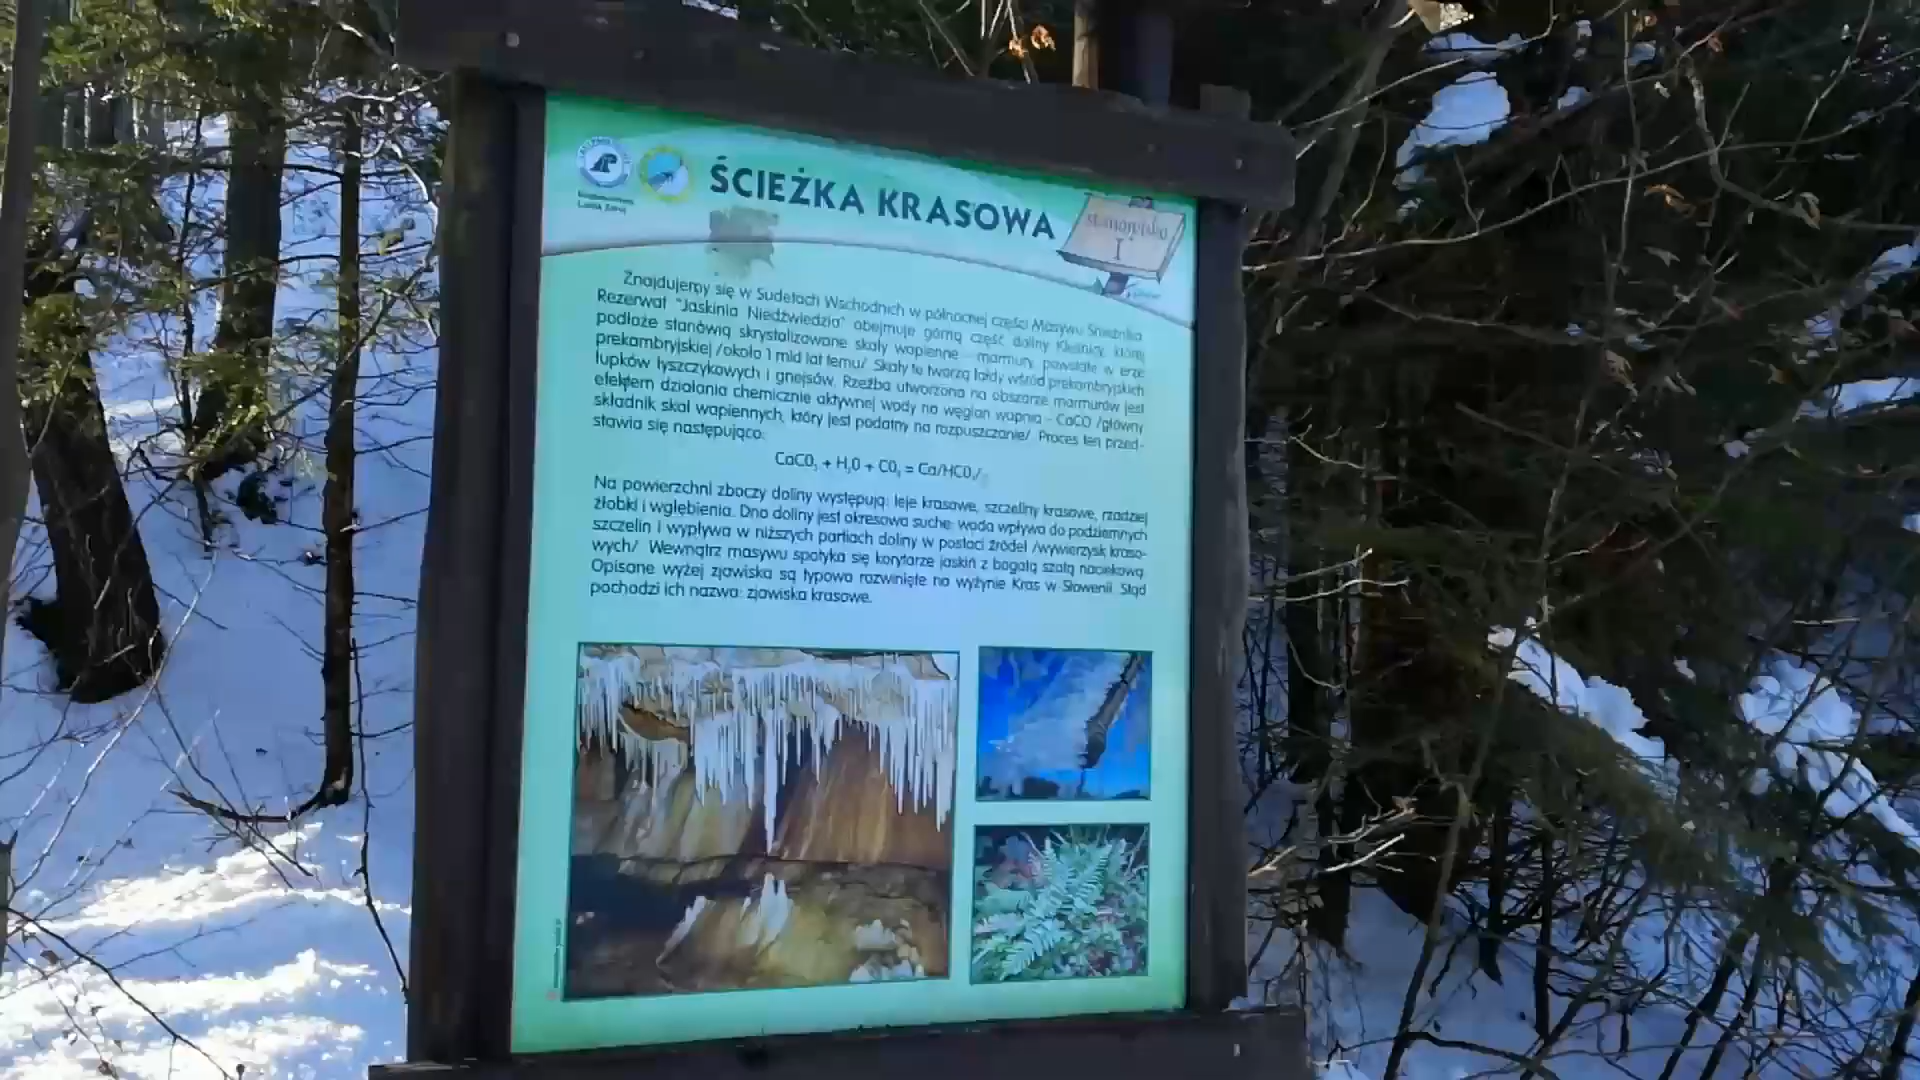 ŚCIEŻKA KRASOWA
stanowisko
I
Lądek Zdrój
Znajdujemy się w Sudetach Wschodnich w północnej części Masywu Śnieżnika.
Rezerwat "Jaskinia Niedźwiedzia" obejmuje górną część doliny Kleśnicy, której
podłoże stanowią skrystalizowane skały wapienne - marmury, powstałe w erze
prekambryjskiej /około 1 mld lat temu/ Skały te tworzą fałdy wśród prekambryjskich
łupków łyszczykowych i gnejsów. Rzeźba utworzona na obszarze marmurów jest
efektem działania chemicznie aktywnej wody na węglan wapnia - CaCO /główny
składnik skał wapiennych, który jest podatny na rozpuszczanie/ Proces ten przed-
stawia się następująco:
CaCO₃ + H₂O + CO₂ = Ca/HCO₃/₂
Na powierzchni zboczy doliny występują: leje krasowe, szczeliny krasowe, rzadziej
żłobki i wgłębienia. Dno doliny jest okresowo suche: woda wpływa do podziemnych
szczelin i wypływa w niższych partiach doliny w postaci źródeł /wywierzysk kraso-
wych/ Wewnątrz masywu spotyka się korytarze jaskiń z bogatą szatą naciekową.
Opisane wyżej zjawiska są typowo rozwinięte na wyżynie Kras w Słowenii. Stąd
pochodzi ich nazwa: zjawiska krasowe.